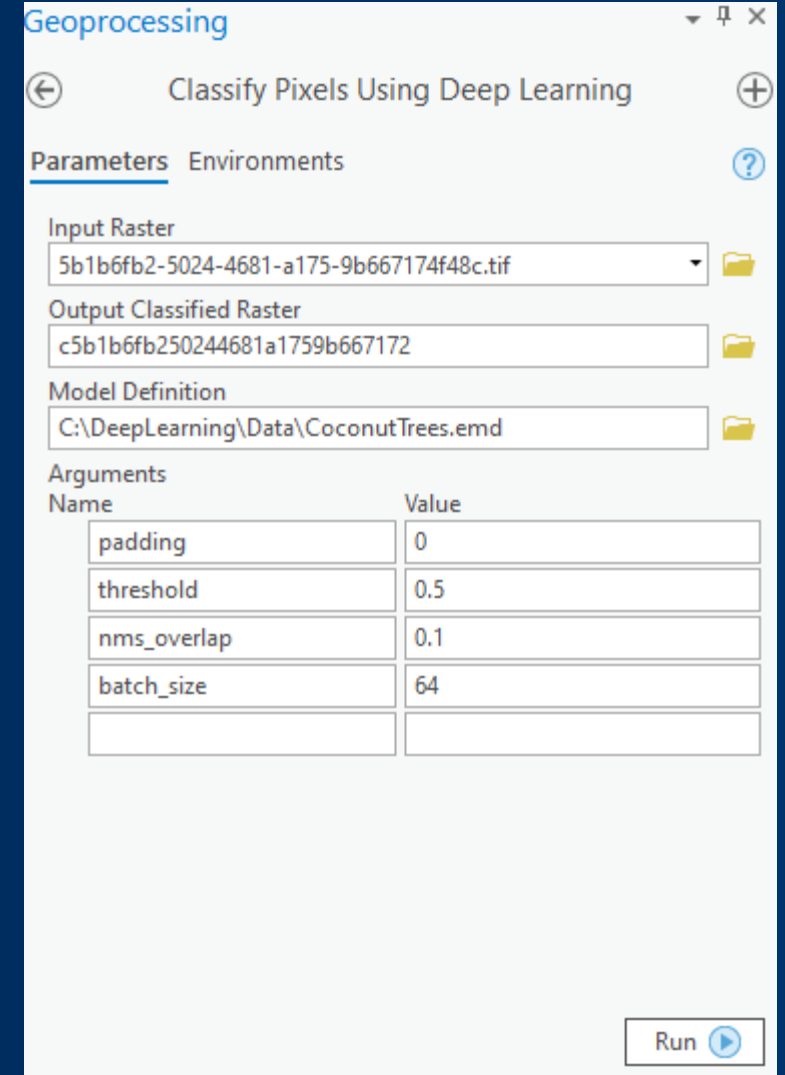 Geoprocessing
Classify Pixels Using Deep Learning
Parameters Environments
Input Raster
5b1b6fb2-5024-4681-a175-9b667174f48c.tif
Output Classified Raster
c5b1b6fb250244681a1759b667172
Model Definition
C:\DeepLearning\Data\CoconutTrees.emd
Arguments
Name Value
padding 0
threshold 0.5
nms_overlap 0.1
batch_size 64
Run